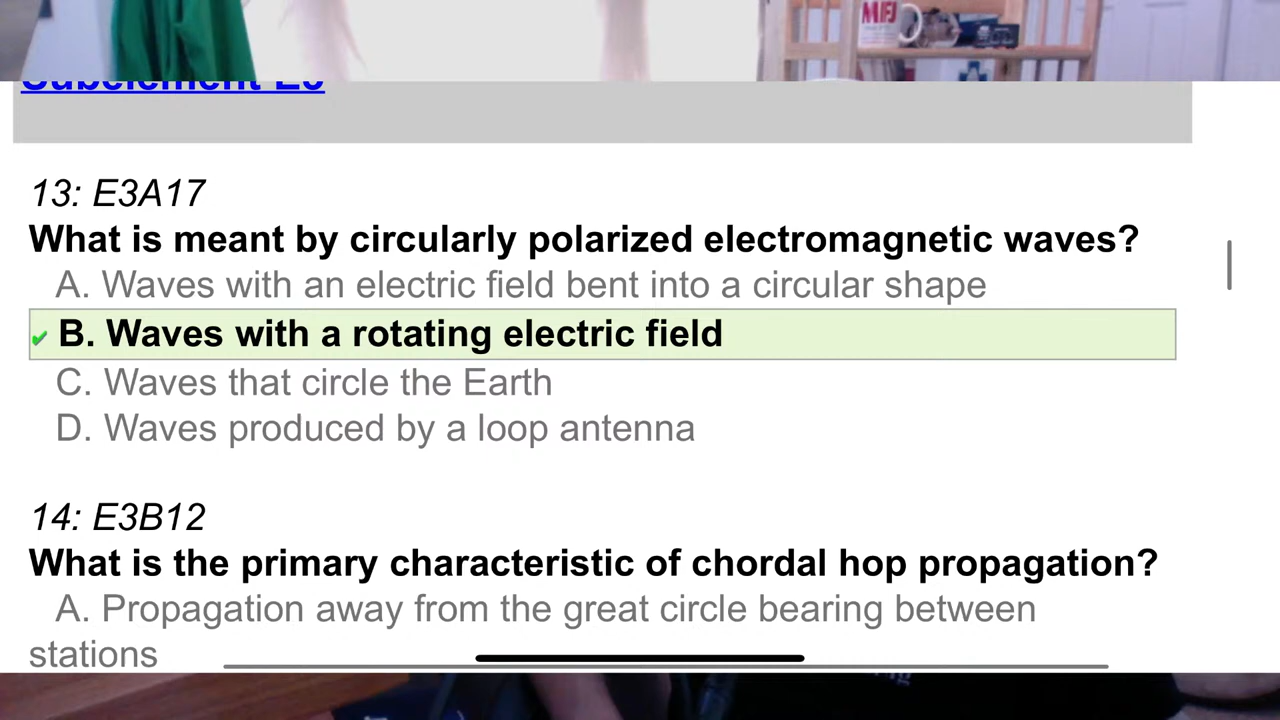 MFJ
Subelement E3
13: E3A17
What is meant by circularly polarized electromagnetic waves?
A. Waves with an electric field bent into a circular shape
✔ B. Waves with a rotating electric field
C. Waves that circle the Earth
D. Waves produced by a loop antenna
14: E3B12
What is the primary characteristic of chordal hop propagation?
A. Propagation away from the great circle bearing between
stations